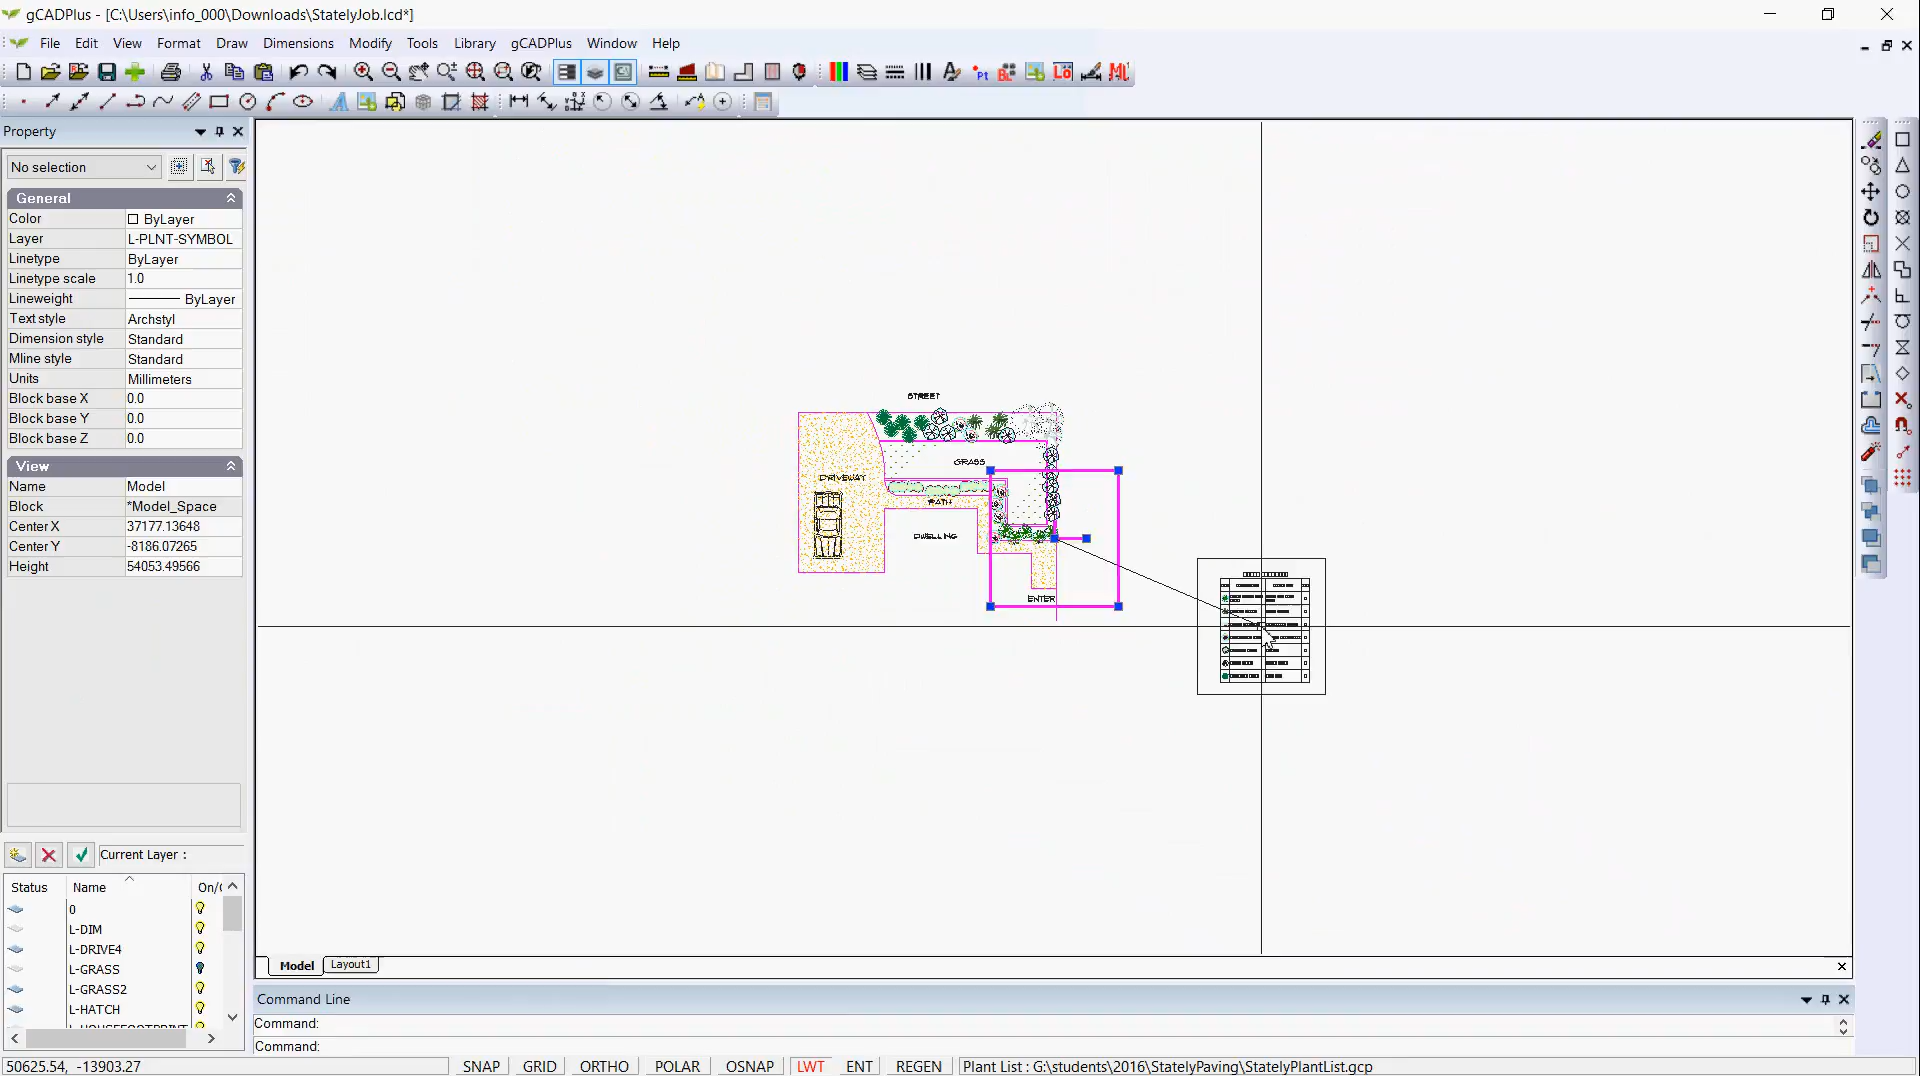 gCADPlus - [C:\Users\info_000\Downloads\StatelyJob.lcd*]
File Edit View Format Draw Dimensions Modify Tools Library gCADPlus Window Help
Property
No selection
General
Color ByLayer
Layer L-PLNT-SYMBOL
Linetype ByLayer
Linetype scale 1.0
Lineweight ByLayer
Text style Archstyl
Dimension style Standard
Mline style Standard
Units Millimeters
Block base X 0.0
Block base Y 0.0
Block base Z 0.0
View
Name Model
Block *Model_Space
Center X 37177.13648
Center Y -8186.07265
Height 54053.49566
STREET
GRASS
DRIVEWAY
PATH
DWELLING
ENTER
Current Layer :
Status Name On/
0
L-DIM
L-DRIVE4
L-GRASS
L-GRASS2
L-HATCH
L-HOUSEFOOTPRINT
Model Layout1
Command Line
Command:
Command:
50625.54, -13903.27 SNAP GRID ORTHO POLAR OSNAP LWT ENT REGEN Plant List : G:\students\2016\StatelyPaving\StatelyPlantList.gcp